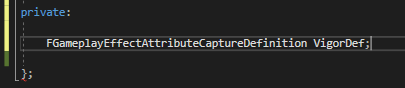 private:
FGameplayEffectAttributeCaptureDefinition VigorDef;
};